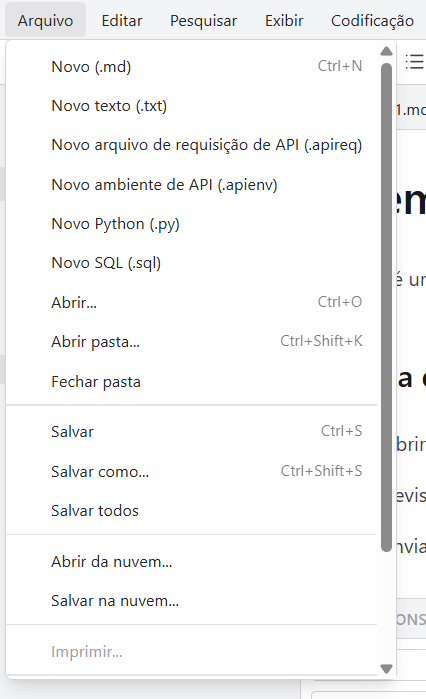 Arquivo Editar Pesquisar Exibir Codificação
Novo (.md) Ctrl+N
Novo texto (.txt)
Novo arquivo de requisição de API (.apireq)
Novo ambiente de API (.apienv)
Novo Python (.py)
Novo SQL (.sql)
Abrir... Ctrl+O
Abrir pasta... Ctrl+Shift+K
Fechar pasta
Salvar Ctrl+S
Salvar como... Ctrl+Shift+S
Salvar todos
Abrir da nuvem...
Salvar na nuvem...
Imprimir...